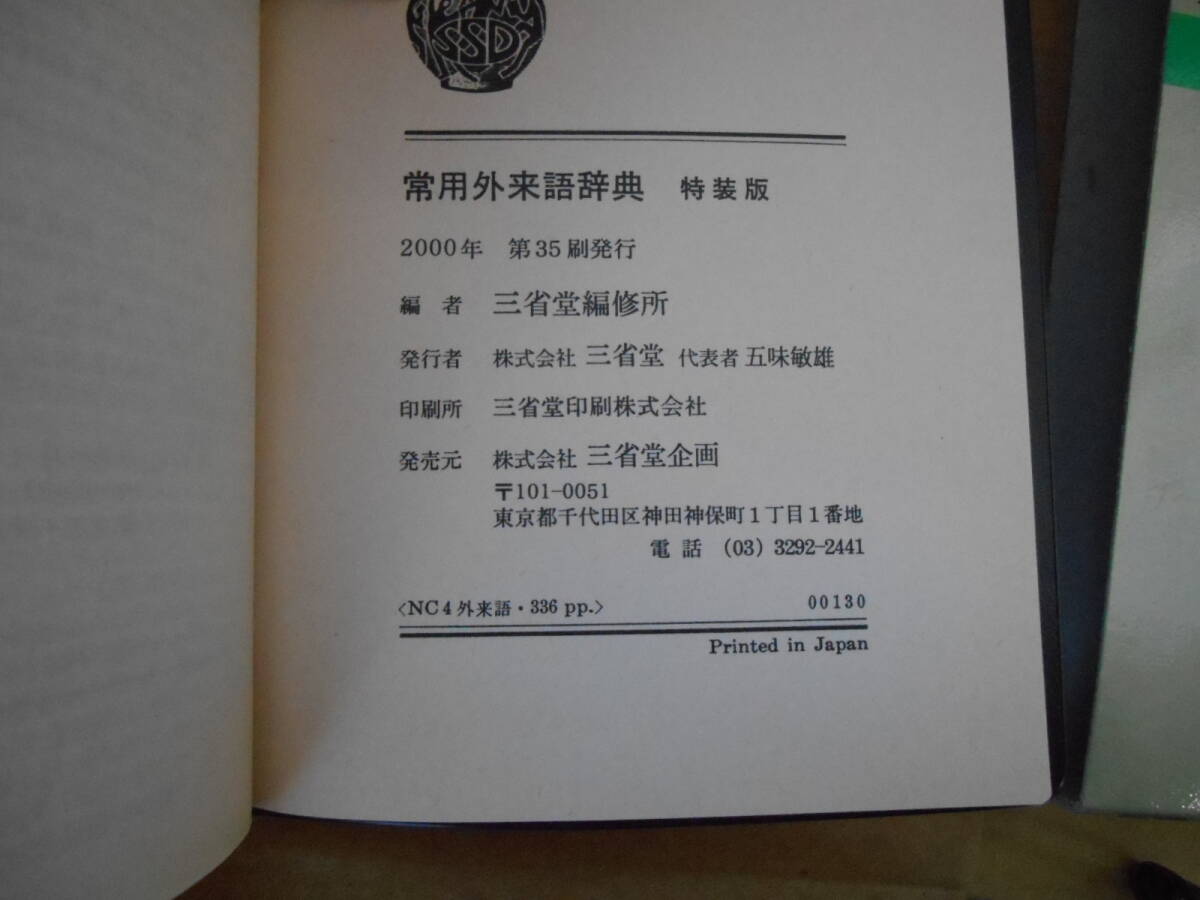 SSD
常用外来語辞典 特装版
2000年 第35刷発行
編者 三省堂編修所
発行者 株式会社 三省堂 代表者 五味敏雄
印刷所 三省堂印刷株式会社
発売元 株式会社 三省堂企画
〒101-0051
東京都千代田区神田神保町1丁目1番地
電話 (03) 3292-2441
〈NC4外来語・336 pp.〉 00130
Printed in Japan